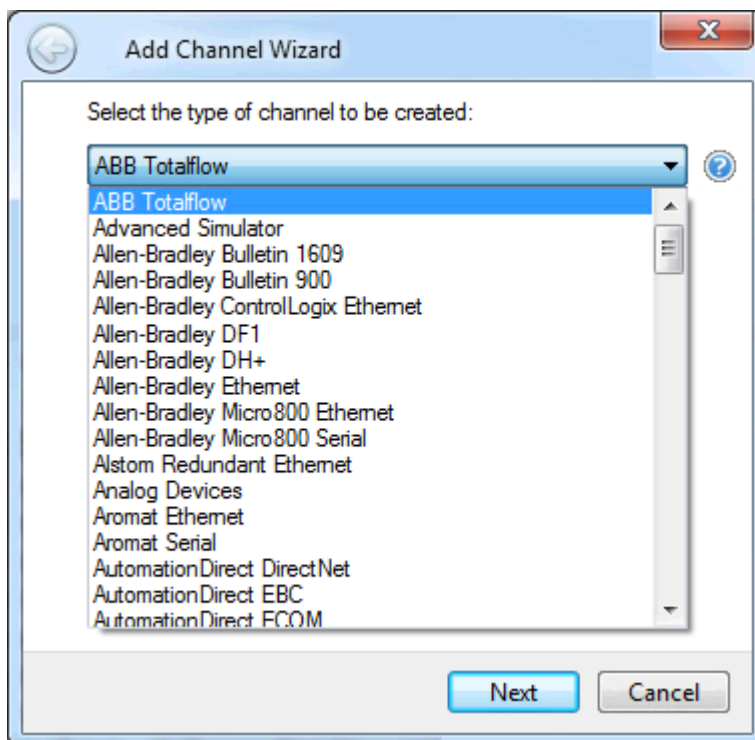 Add Channel Wizard
Select the type of channel to be created:
ABB Totalflow
ABB Totalflow
Advanced Simulator
Allen-Bradley Bulletin 1609
Allen-Bradley Bulletin 900
Allen-Bradley ControlLogix Ethernet
Allen-Bradley DF1
Allen-Bradley DH+
Allen-Bradley Ethernet
Allen-Bradley Micro800 Ethernet
Allen-Bradley Micro800 Serial
Alstom Redundant Ethernet
Analog Devices
Aromat Ethernet
Aromat Serial
AutomationDirect DirectNet
AutomationDirect EBC
AutomationDirect ECOM
Next Cancel